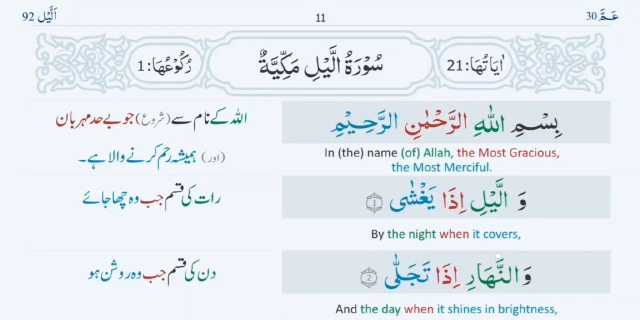 اَلَّيْل 92
11
عَمَّ 30
رُكُوْعُهَا: 1
سُوْرَةُ الَّيْلِ مَكِّيَّةٌ
اٰيَاتُهَا: 21
بِسْمِ اللّٰهِ الرَّحْمٰنِ الرَّحِيْمِ
اللہ کے نام سے (شروع) جو بے حد مہربان
In (the) name (of) Allah, the Most Gracious,
the Most Merciful.
(اور) ہمیشہ رحم کرنے والا ہے۔
وَ الَّيْلِ اِذَا يَغْشٰى ۝١
رات کی قسم جب وہ چھا جائے
By the night when it covers,
وَ النَّهَارِ اِذَا تَجَلّٰى ۝٢
دن کی قسم جب وہ روشن ہو
And the day when it shines in brightness,